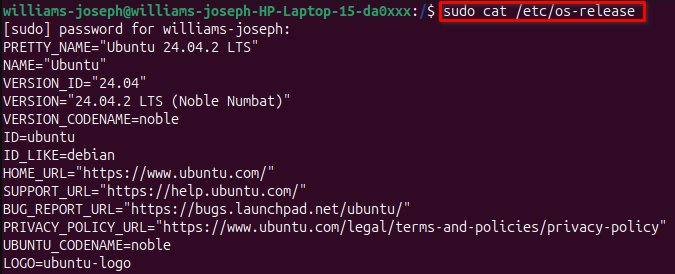 williams-joseph@williams-joseph-HP-Laptop-15-da0xxx:/$ sudo cat /etc/os-release
[sudo] password for williams-joseph:
PRETTY_NAME="Ubuntu 24.04.2 LTS"
NAME="Ubuntu"
VERSION_ID="24.04"
VERSION="24.04.2 LTS (Noble Numbat)"
VERSION_CODENAME=noble
ID=ubuntu
ID_LIKE=debian
HOME_URL="https://www.ubuntu.com/"
SUPPORT_URL="https://help.ubuntu.com/"
BUG_REPORT_URL="https://bugs.launchpad.net/ubuntu/"
PRIVACY_POLICY_URL="https://www.ubuntu.com/legal/terms-and-policies/privacy-policy"
UBUNTU_CODENAME=noble
LOGO=ubuntu-logo